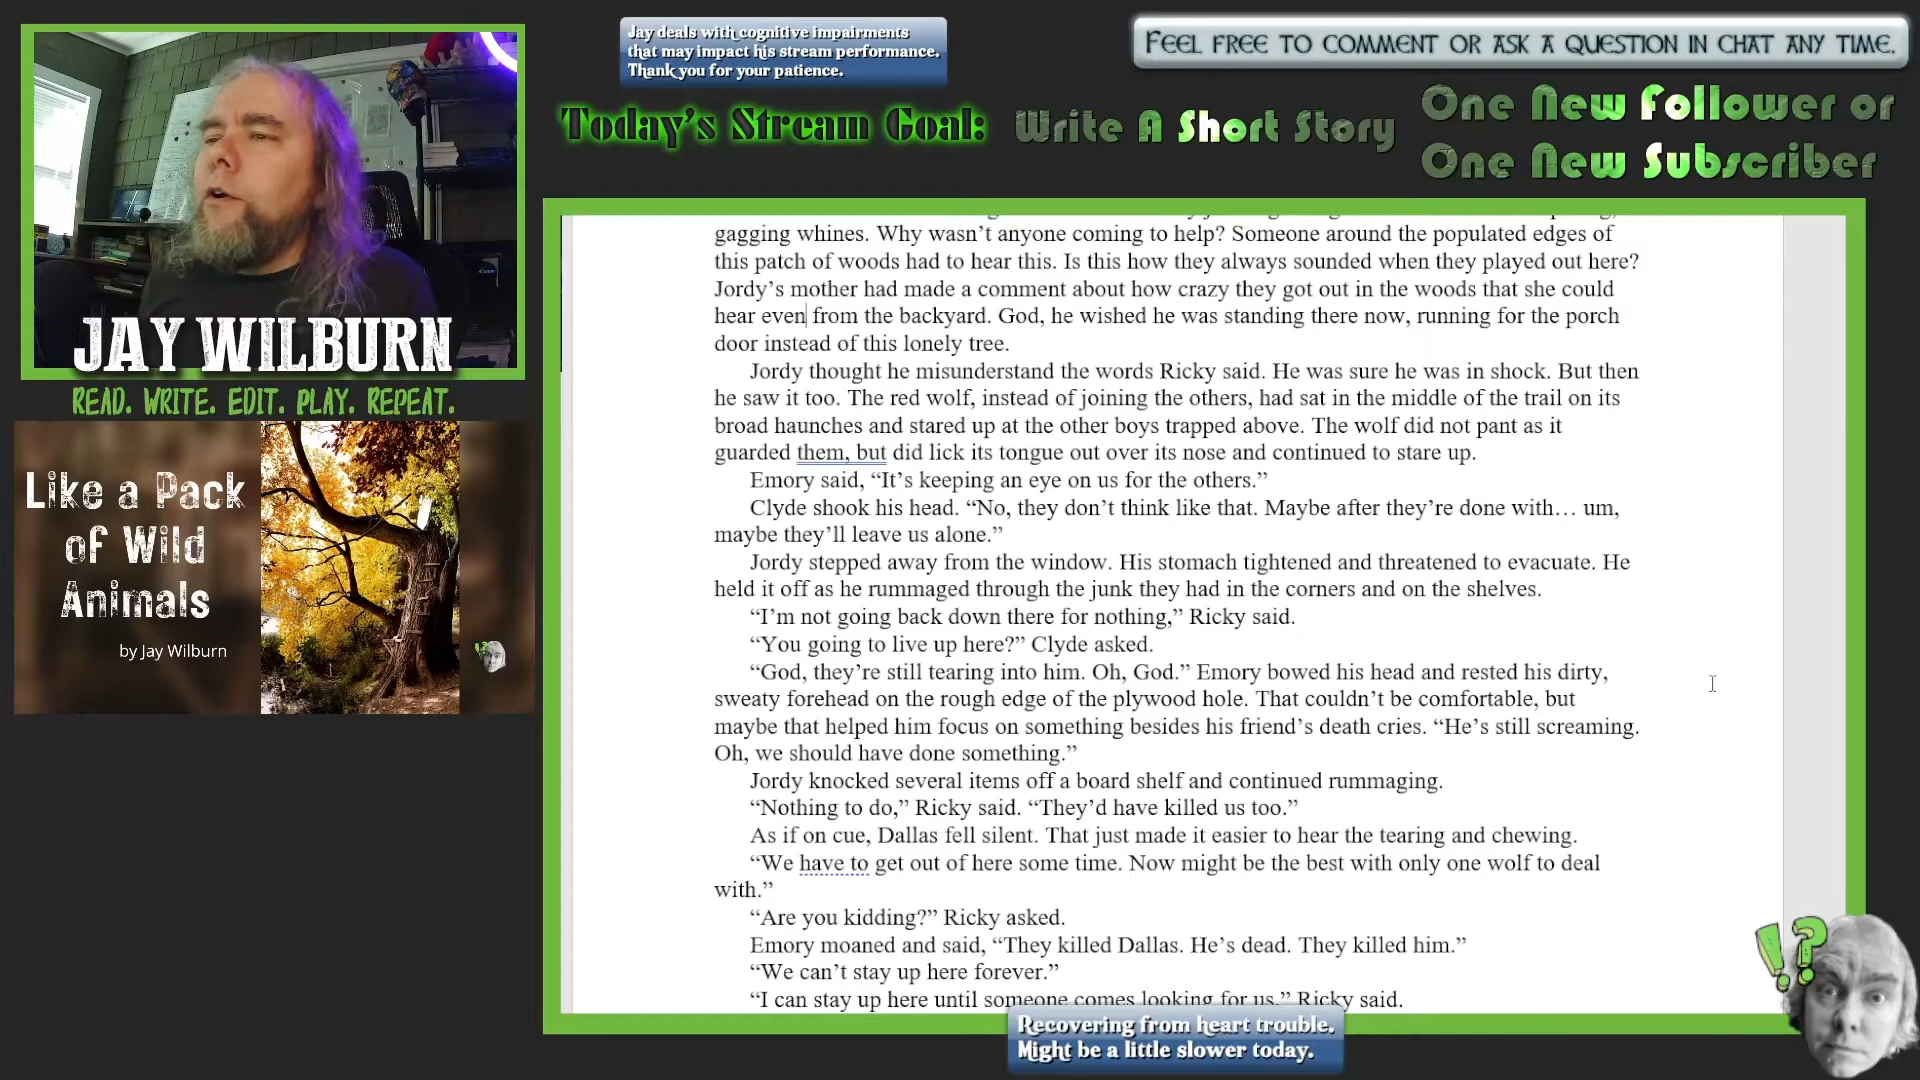 Jay deals with cognitive impairments
that may impact his stream performance.
Thank you for your patience.
FEEL FREE TO COMMENT OR ASK A QUESTION IN CHAT ANY TIME.
Today's Stream Goal:
Write A Short Story
One New Follower or
One New Subscriber
JAY WILBURN
READ. WRITE. EDIT. PLAY. REPEAT.
Like a Pack
of Wild
Animals
by Jay Wilburn
gagging whines. Why wasn’t anyone coming to help? Someone around the populated edges of
this patch of woods had to hear this. Is this how they always sounded when they played out here?
Jordy’s mother had made a comment about how crazy they got out in the woods that she could
hear even from the backyard. God, he wished he was standing there now, running for the porch
door instead of this lonely tree.
Jordy thought he misunderstand the words Ricky said. He was sure he was in shock. But then
he saw it too. The red wolf, instead of joining the others, had sat in the middle of the trail on its
broad haunches and stared up at the other boys trapped above. The wolf did not pant as it
guarded them, but did lick its tongue out over its nose and continued to stare up.
Emory said, “It’s keeping an eye on us for the others.”
Clyde shook his head. “No, they don’t think like that. Maybe after they’re done with… um,
maybe they’ll leave us alone.”
Jordy stepped away from the window. His stomach tightened and threatened to evacuate. He
held it off as he rummaged through the junk they had in the corners and on the shelves.
“I’m not going back down there for nothing,” Ricky said.
“You going to live up here?” Clyde asked.
“God, they’re still tearing into him. Oh, God.” Emory bowed his head and rested his dirty,
sweaty forehead on the rough edge of the plywood hole. That couldn’t be comfortable, but
maybe that helped him focus on something besides his friend’s death cries. “He’s still screaming.
Oh, we should have done something.”
Jordy knocked several items off a board shelf and continued rummaging.
“Nothing to do,” Ricky said. “They’d have killed us too.”
As if on cue, Dallas fell silent. That just made it easier to hear the tearing and chewing.
“We have to get out of here some time. Now might be the best with only one wolf to deal
with.”
“Are you kidding?” Ricky asked.
Emory moaned and said, “They killed Dallas. He’s dead. They killed him.”
“We can’t stay up here forever.”
“I can stay up here until someone comes looking for us,” Ricky said.
Recovering from heart trouble.
Might be a little slower today.
!?